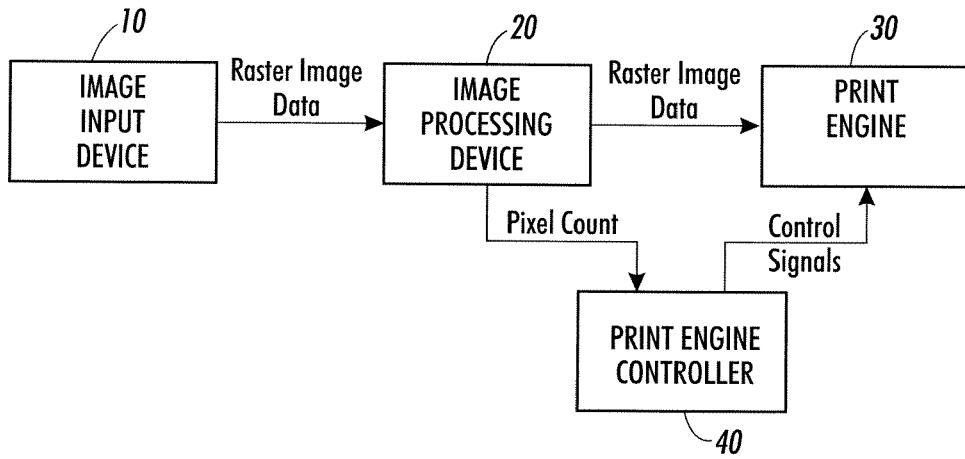 10
IMAGE
INPUT
DEVICE
Raster Image
Data
20
IMAGE
PROCESSING
DEVICE
Raster Image
Data
30
PRINT
ENGINE
Pixel Count
Control
Signals
PRINT ENGINE
CONTROLLER
40